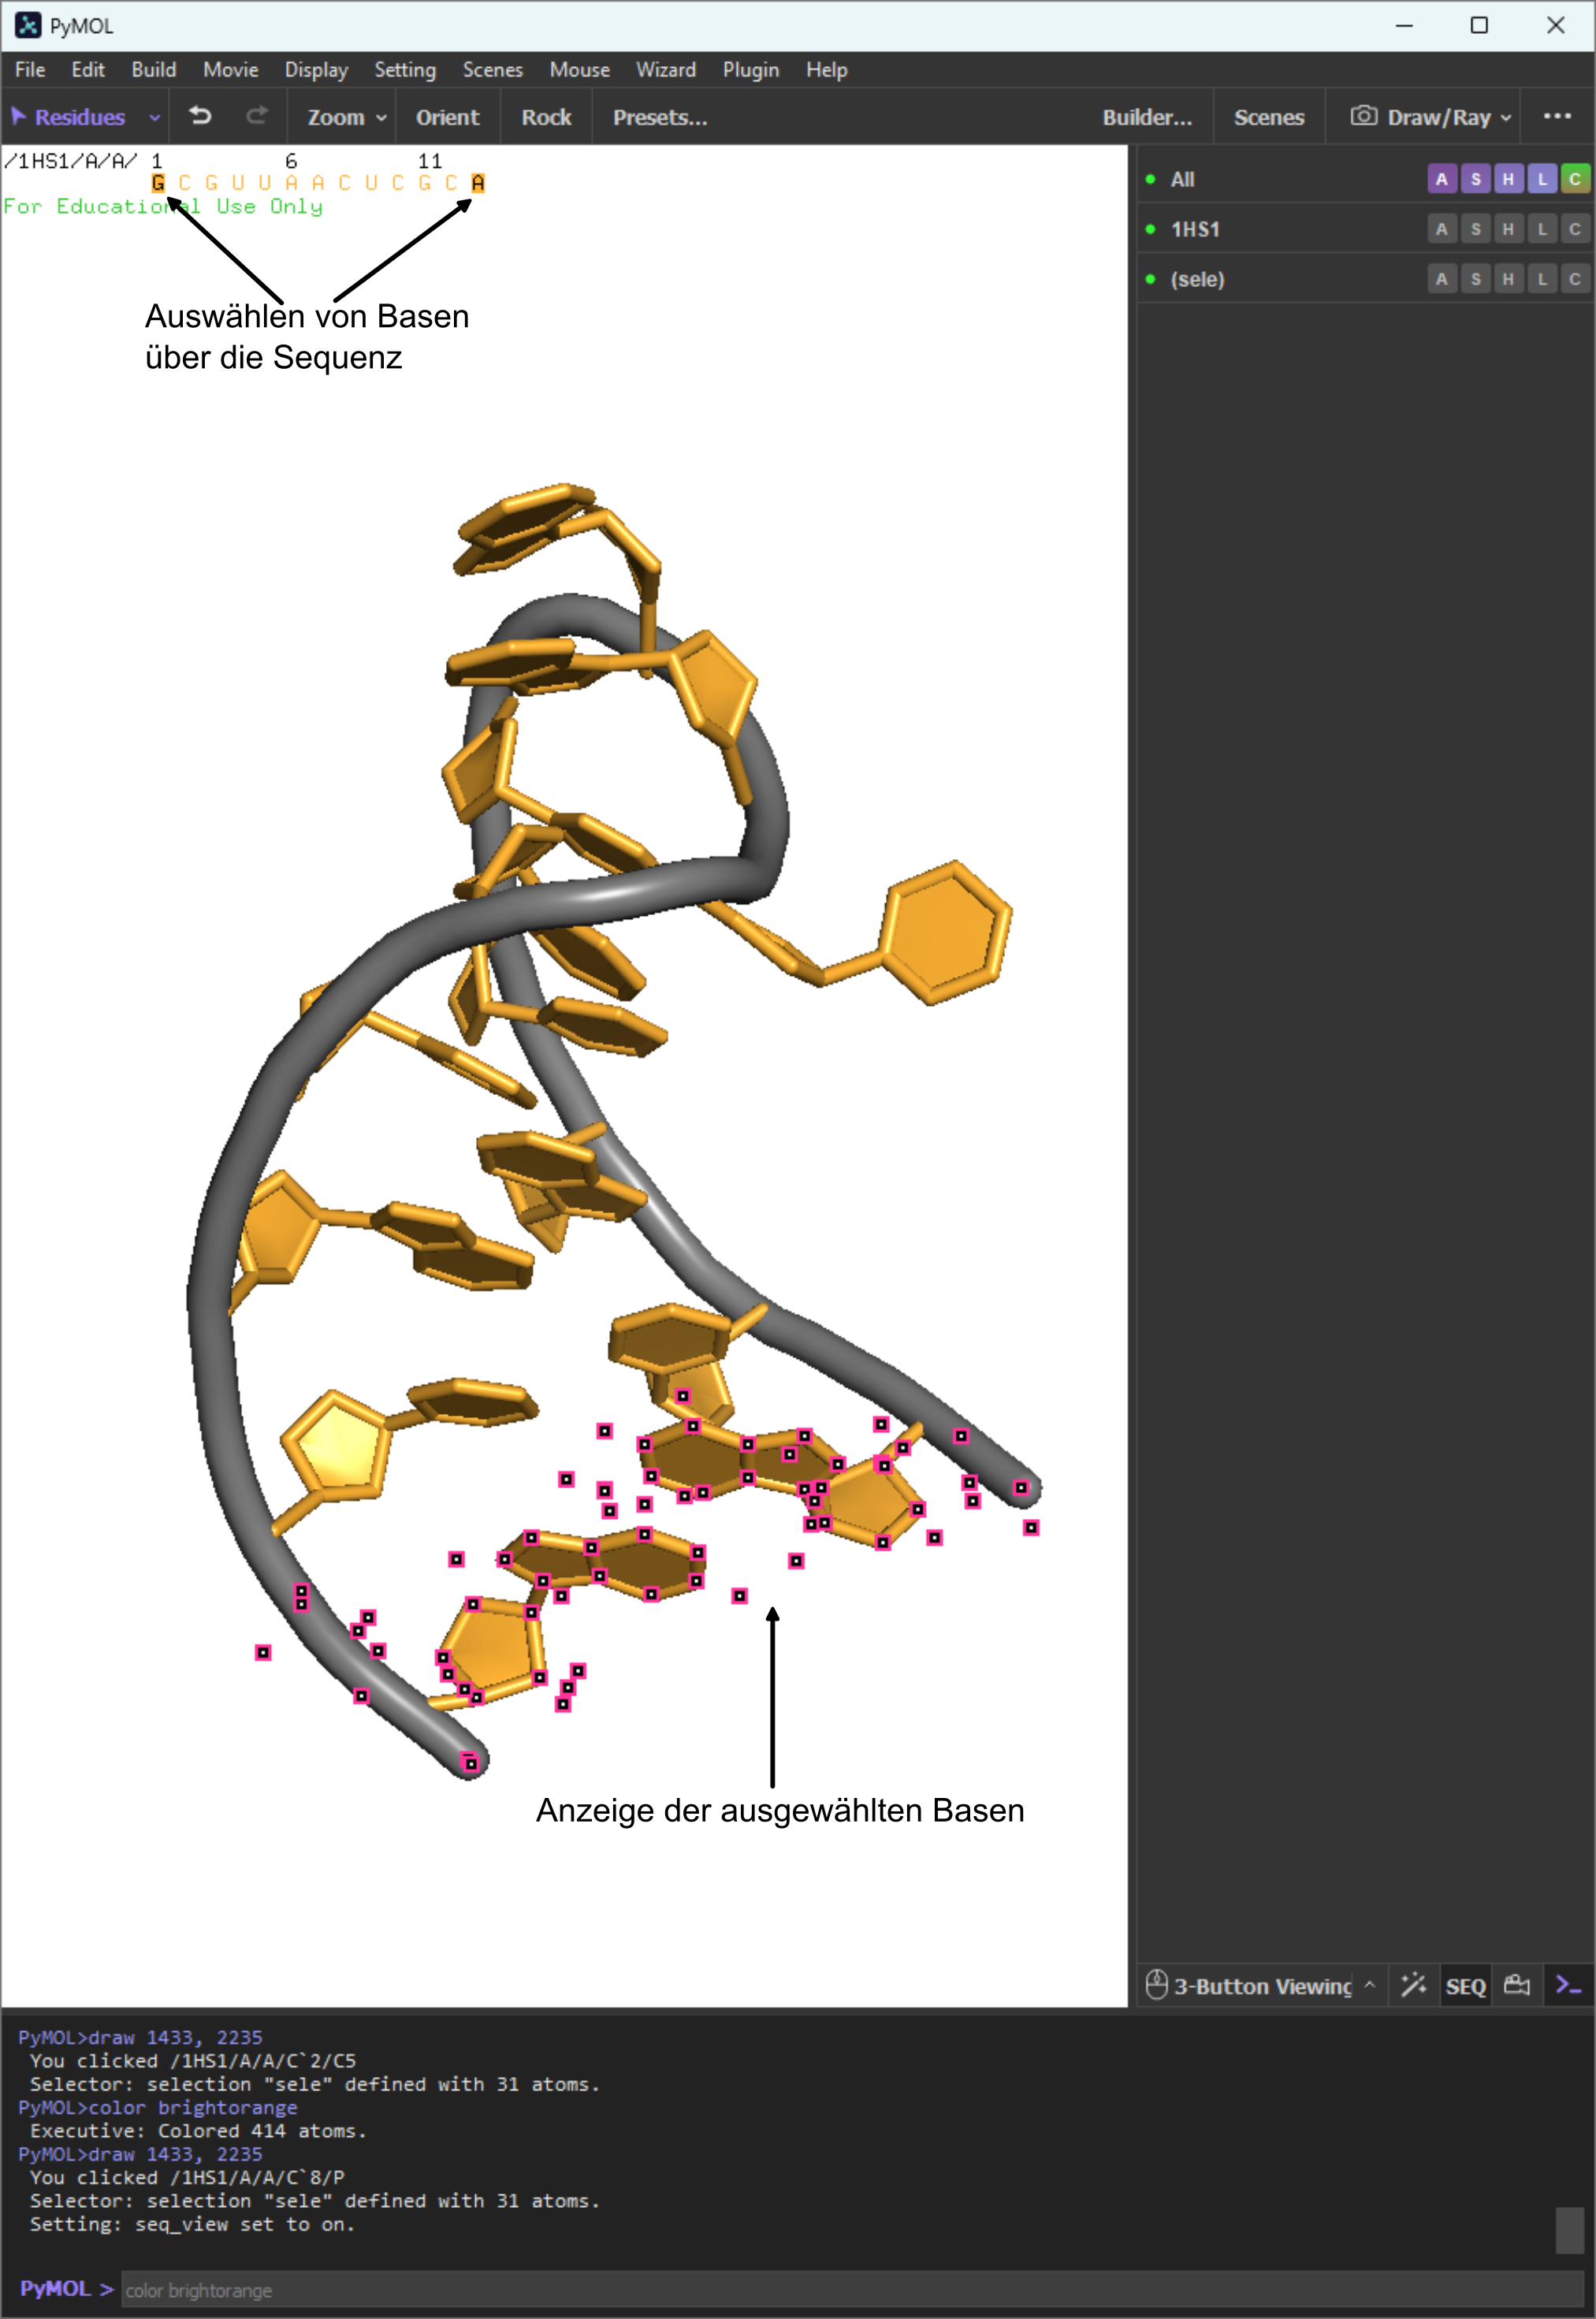 PyMOL
File Edit Build Movie Display Setting Scenes Mouse Wizard Plugin Help
Residues Zoom Orient Rock Presets... Builder... Scenes Draw/Ray
/1HS1/A/A/ 1 6 11
G C G U U A A C U C G C A
For Educational Use Only
Auswählen von Basen
über die Sequenz
All A S H L C
1HS1 A S H L C
(sele) A S H L C
Anzeige der ausgewählten Basen
3-Button Viewing SEQ
PyMOL>draw 1433, 2235
You clicked /1HS1/A/A/C`2/C5
Selector: selection "sele" defined with 31 atoms.
PyMOL>color brightorange
Executive: Colored 414 atoms.
PyMOL>draw 1433, 2235
You clicked /1HS1/A/A/C`8/P
Selector: selection "sele" defined with 31 atoms.
Setting: seq_view set to on.
PyMOL > color brightorange